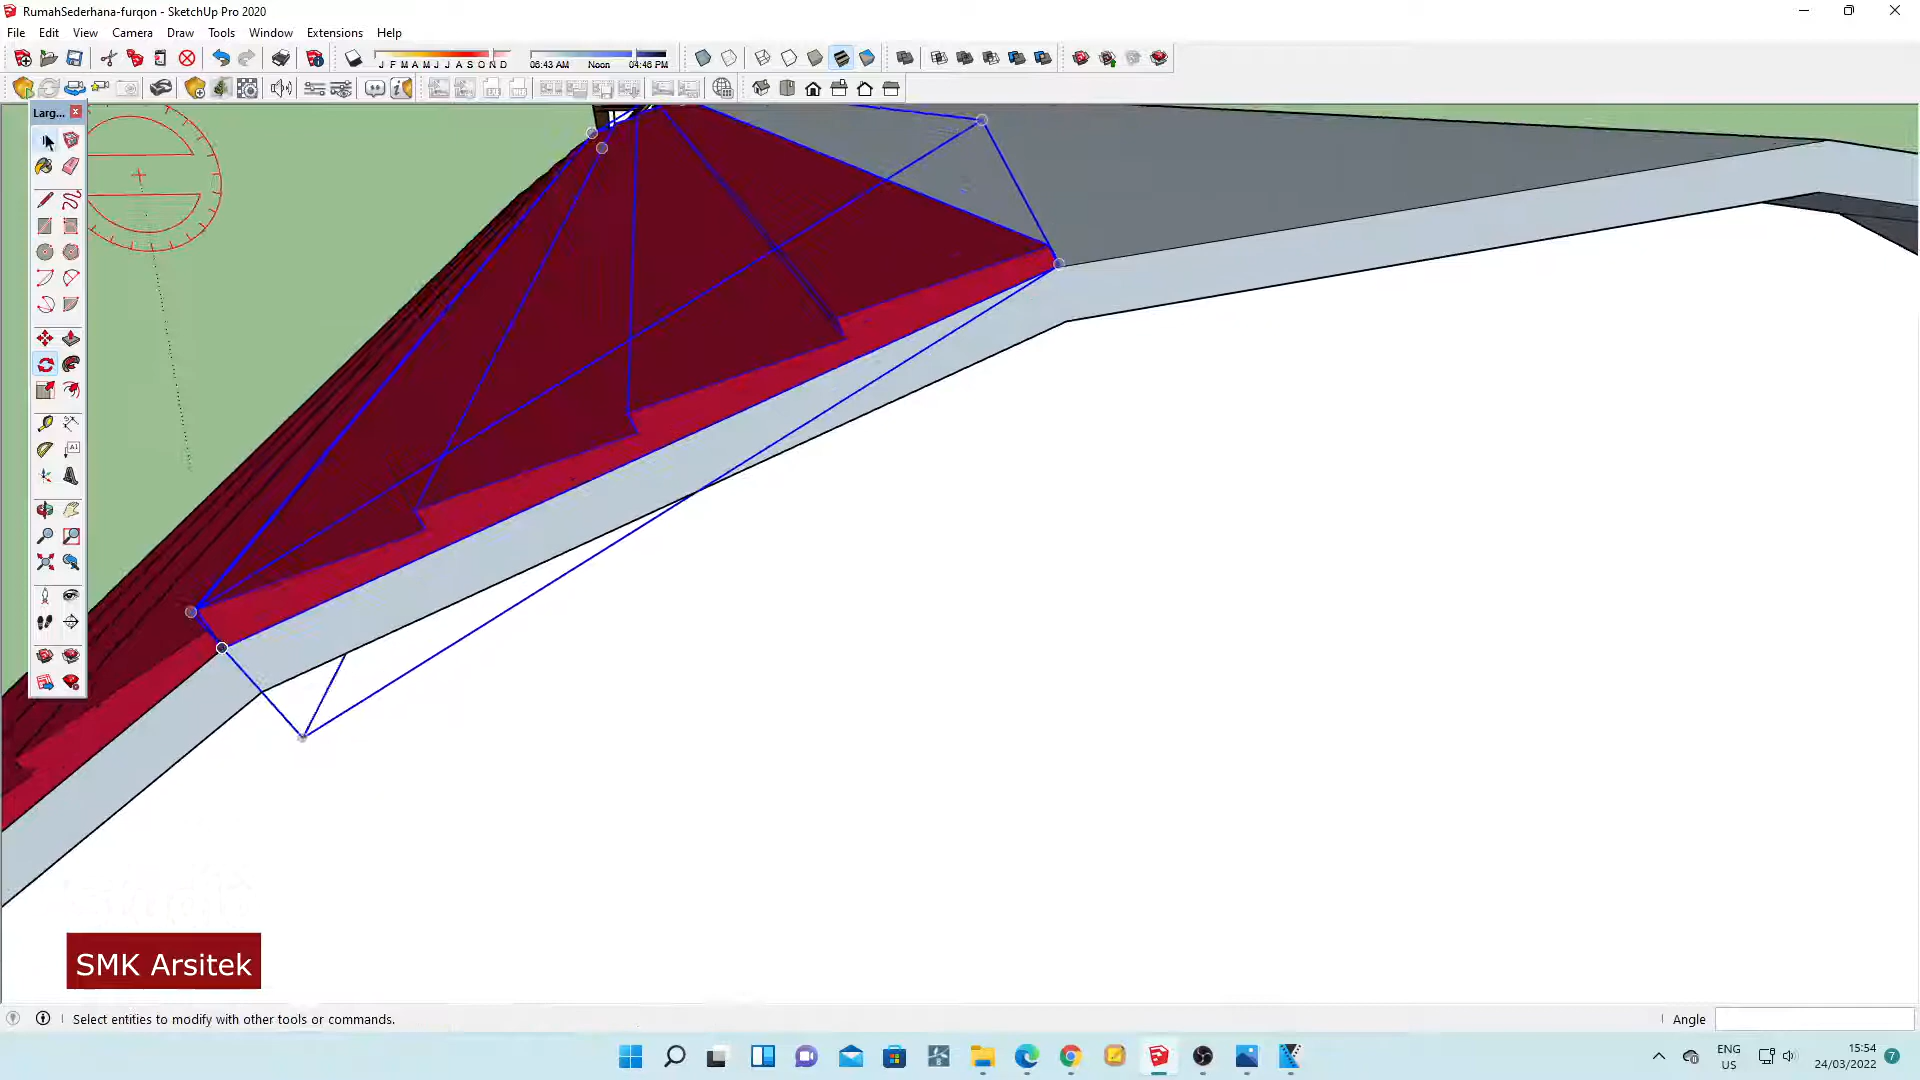 RumahSederhana-furqon - SketchUp Pro 2020
File Edit View Camera Draw Tools Window Extensions Help
J F M A M J J A S O N D
06:43 AM Noon 04:46 PM
Larg...
A1
SMK Arsitek
Select entities to modify with other tools or commands.
Angle
ENG
US
15:54
24/03/2022
7